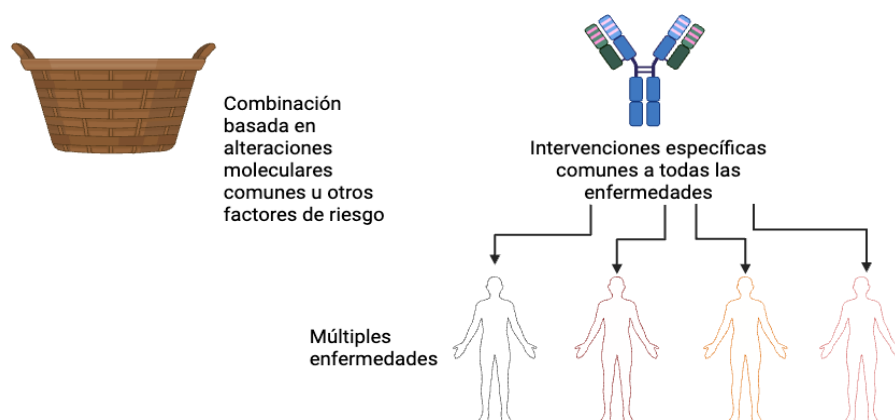 Combinación
basada en
alteraciones
moleculares
comunes u otros
factores de riesgo
Intervenciones específicas
comunes a todas las
enfermedades
Múltiples
enfermedades